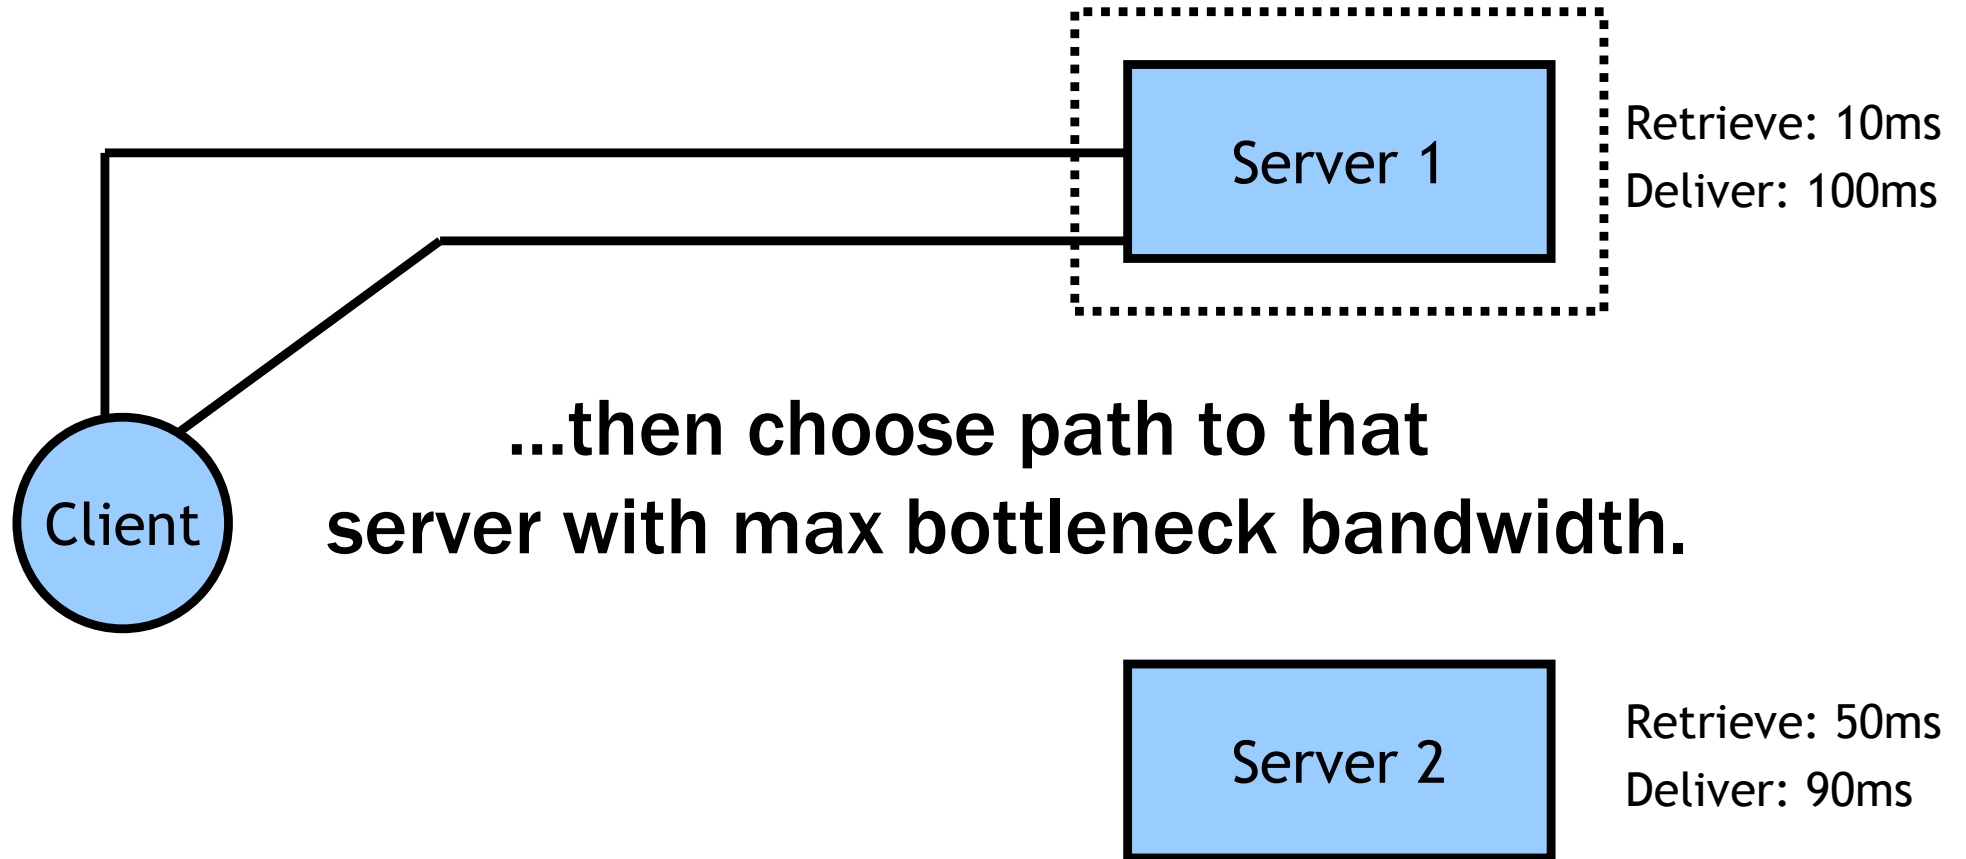 Server 1
Retrieve: 10ms
Deliver: 100ms
...then choose path to that
server with max bottleneck bandwidth.
Client
Server 2
Retrieve: 50ms
Deliver: 90ms